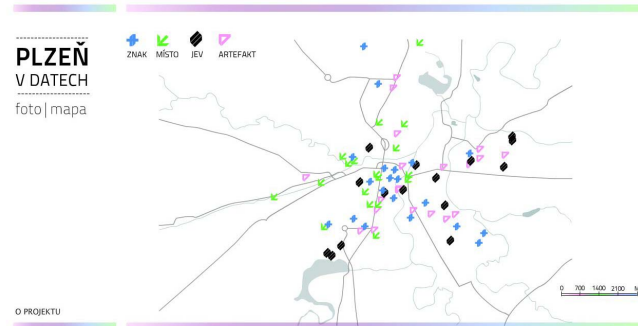 PLZEŇ
V DATECH
foto|mapa
ZNAK MÍSTO JEV ARTEFAKT
0 700 1400 2100
O PROJEKTU